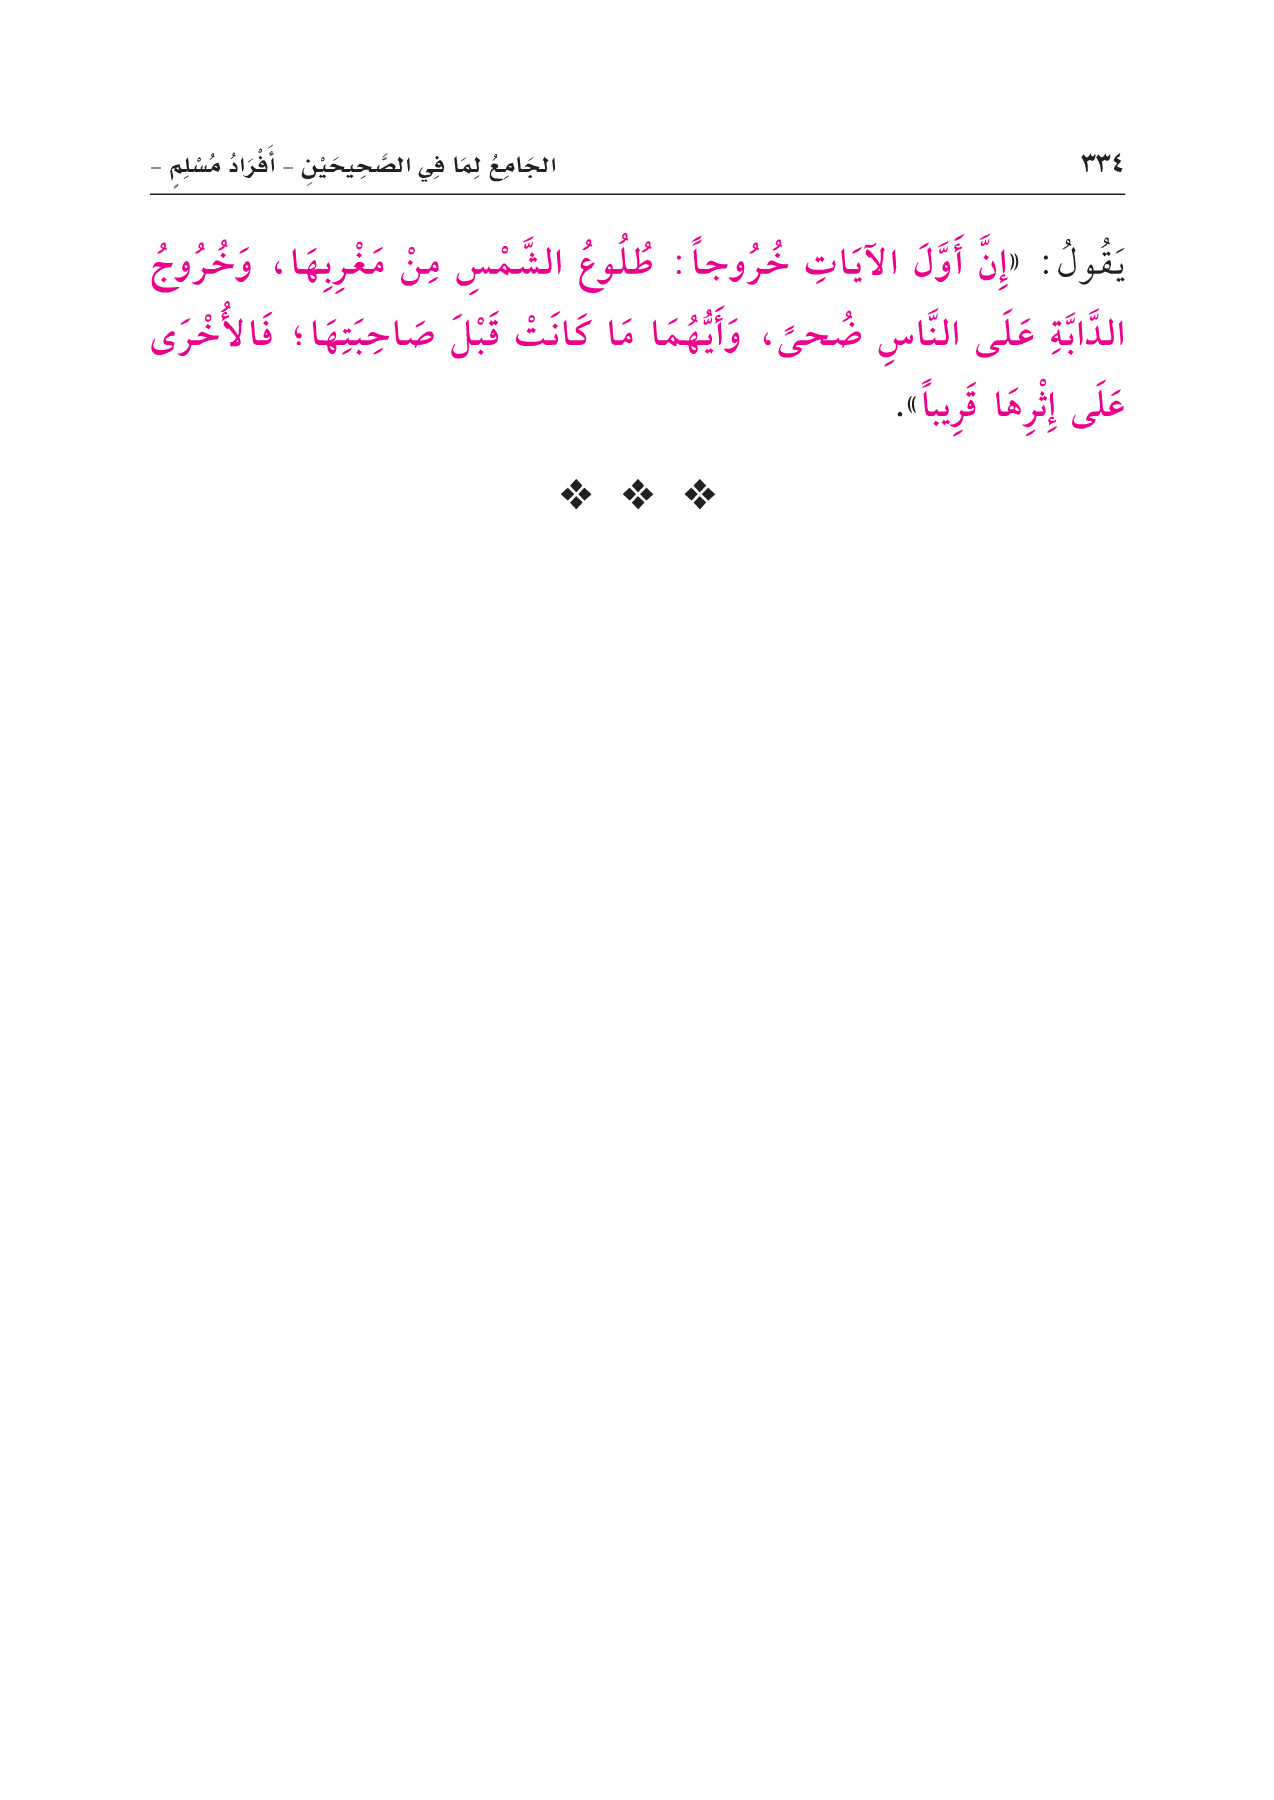 ٣٣٤ الجَامِعُ لِمَا فِي الصَّحِيحَيْنِ - أَفْرَادُ مُسْلِمٍ -
يَقُولُ: «إِنَّ أَوَّلَ الآيَاتِ خُرُوجاً: طُلُوعُ الشَّمْسِ مِنْ مَغْرِبِهَا، وَخُرُوجُ
الدَّابَّةِ عَلَى النَّاسِ ضُحىً، وَأَيُّهُمَا مَا كَانَتْ قَبْلَ صَاحِبَتِهَا؛ فَالأُخْرَى
عَلَى إِثْرِهَا قَرِيباً».